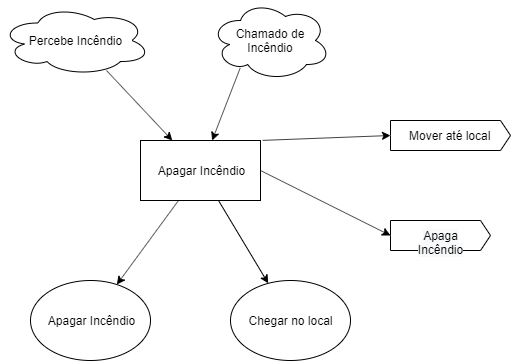 Percebe Incêndio
Chamado de
Incêndio
Mover até local
Apagar Incêndio
Apaga
Incêndio
Apagar Incêndio
Chegar no local